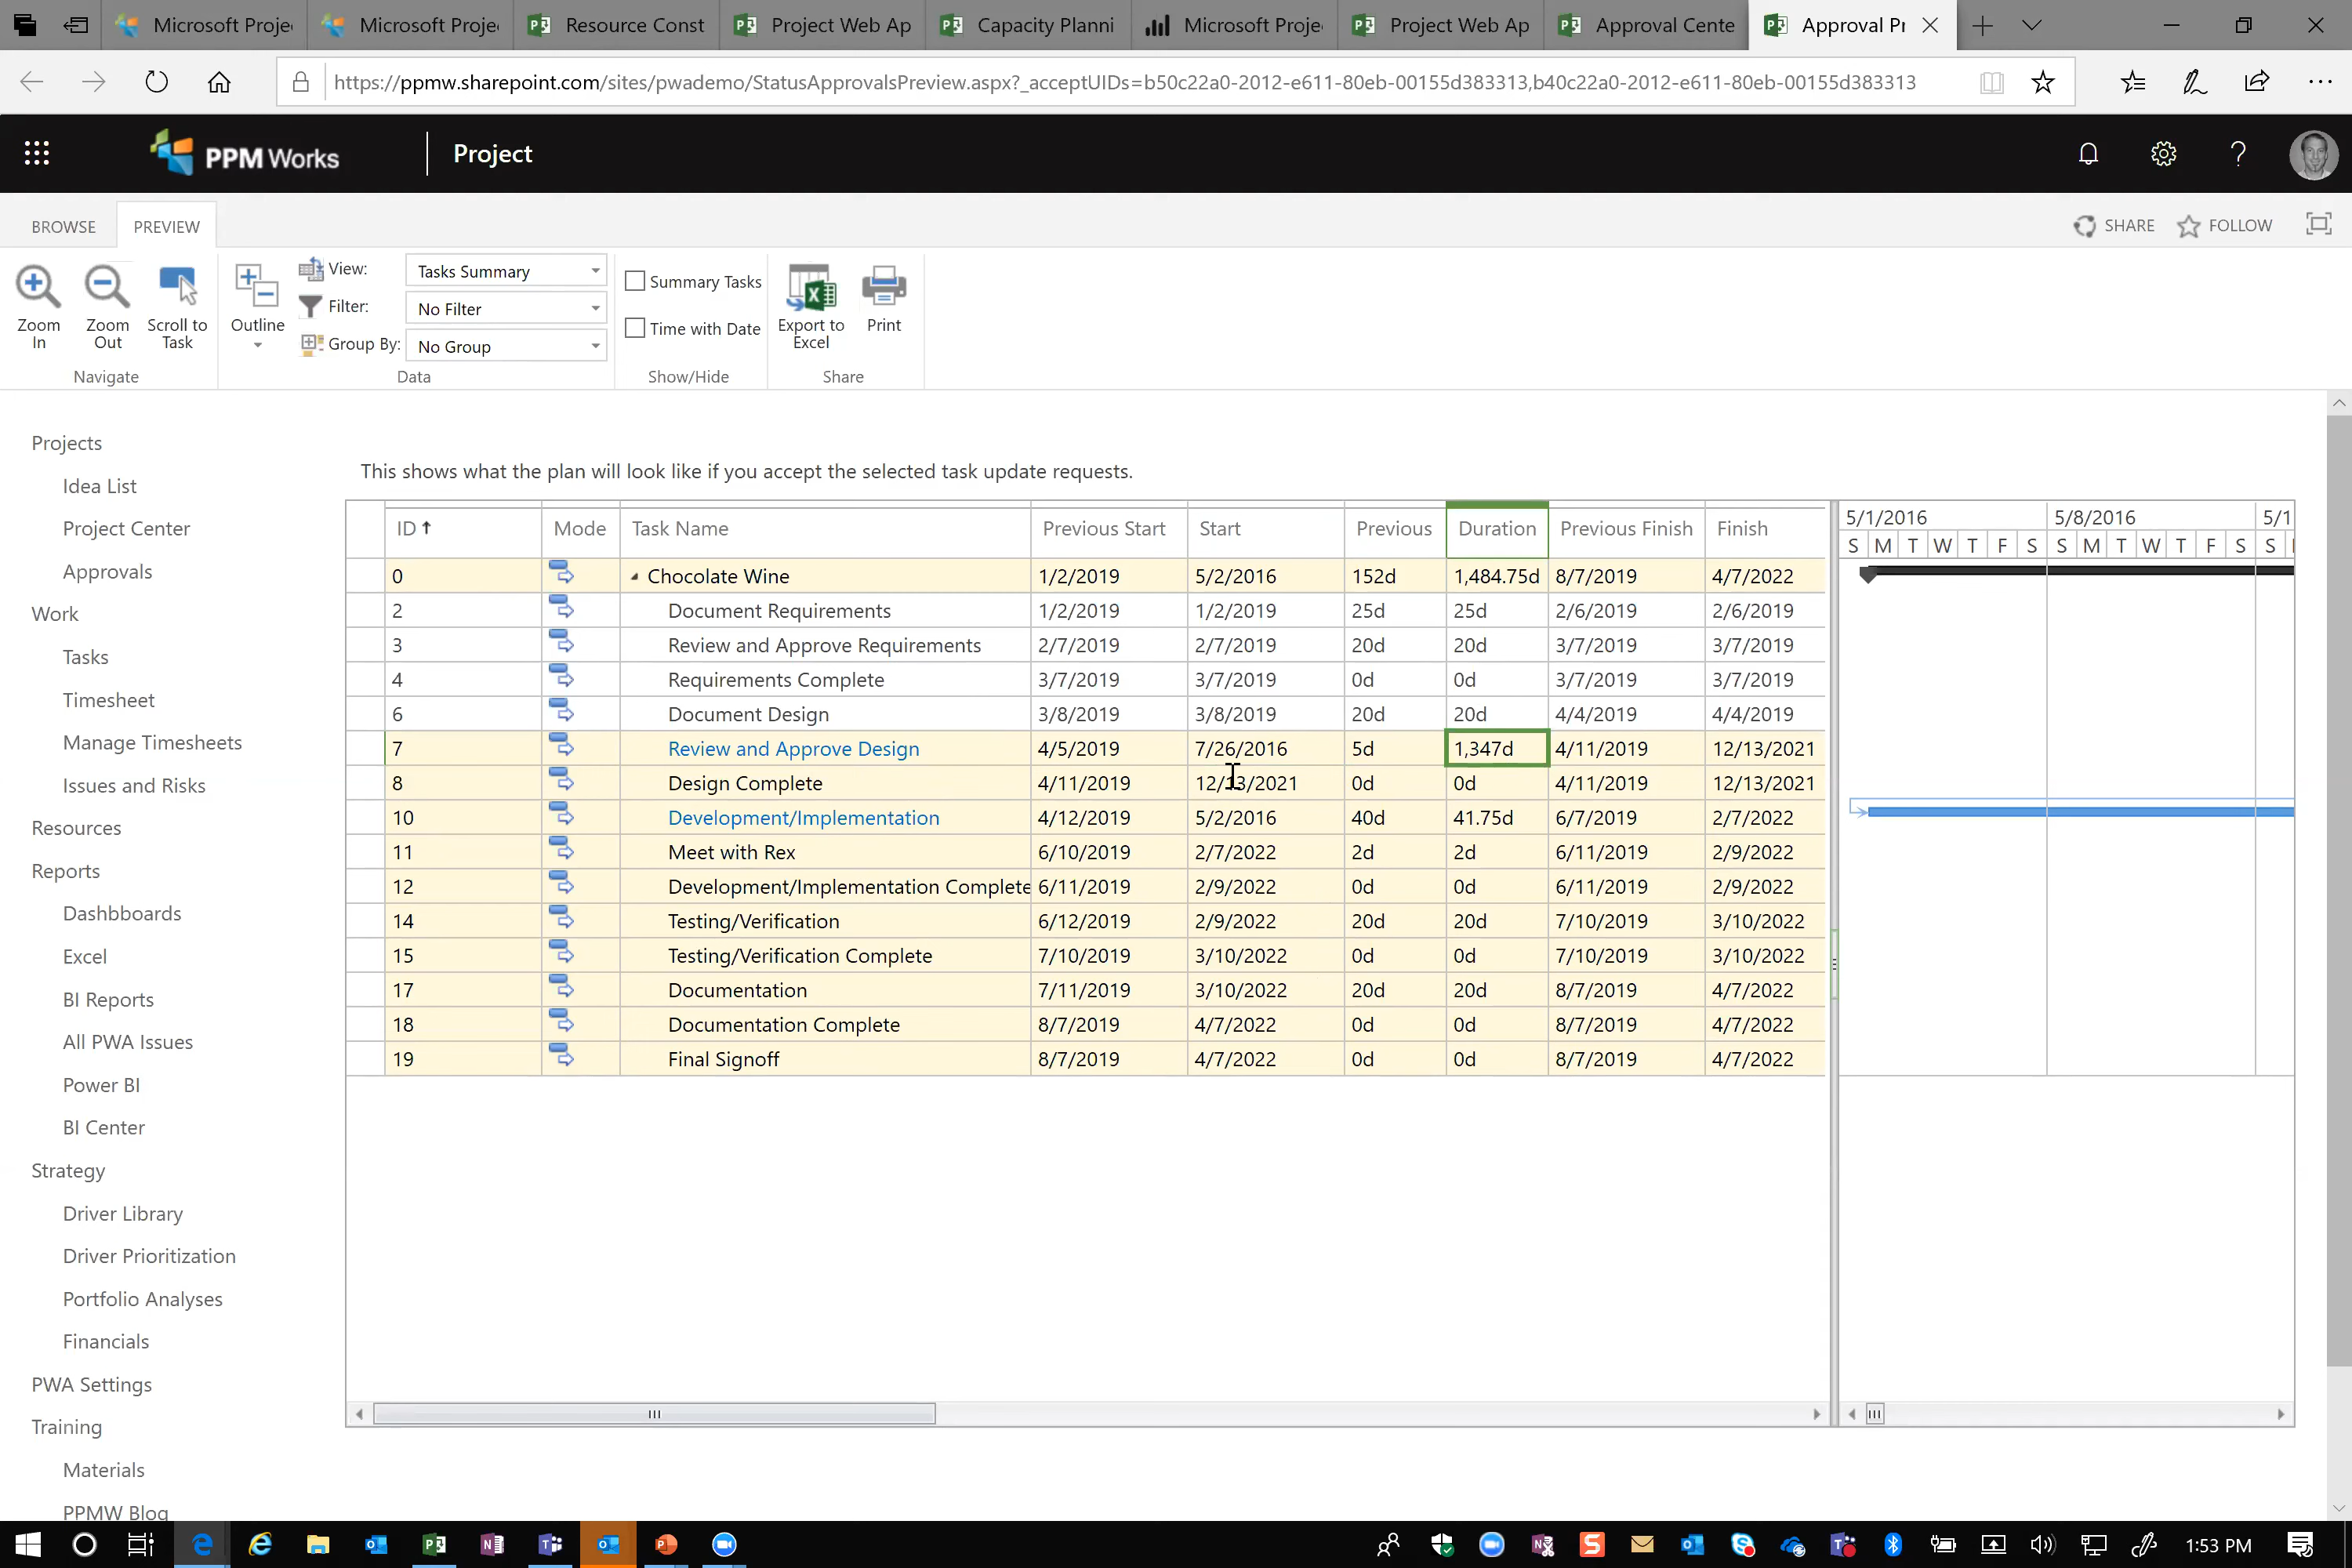 Microsoft Proje
Microsoft Proje
Resource Const
Project Web Ap
Capacity Planni
Microsoft Proje
Project Web Ap
Approval Cente
Approval Pr
https://ppmw.sharepoint.com/sites/pwademo/StatusApprovalsPreview.aspx?_acceptUIDs=b50c22a0-2012-e611-80eb-00155d383313,b40c22a0-2012-e611-80eb-00155d383313
PPM Works
Project
BROWSE
PREVIEW
SHARE
FOLLOW
Zoom In
Zoom Out
Scroll to Task
Navigate
Outline
View: Tasks Summary
Filter: No Filter
Group By: No Group
Data
Summary Tasks
Time with Date
Show/Hide
Export to Excel
Print
Share
Projects
Idea List
Project Center
Approvals
Work
Tasks
Timesheet
Manage Timesheets
Issues and Risks
Resources
Reports
Dashbboards
Excel
BI Reports
All PWA Issues
Power BI
BI Center
Strategy
Driver Library
Driver Prioritization
Portfolio Analyses
Financials
PWA Settings
Training
Materials
PPMW Blog
This shows what the plan will look like if you accept the selected task update requests.
ID Mode Task Name Previous Start Start Previous Duration Previous Finish Finish
0 Chocolate Wine 1/2/2019 5/2/2016 152d 1,484.75d 8/7/2019 4/7/2022
2 Document Requirements 1/2/2019 1/2/2019 25d 25d 2/6/2019 2/6/2019
3 Review and Approve Requirements 2/7/2019 2/7/2019 20d 20d 3/7/2019 3/7/2019
4 Requirements Complete 3/7/2019 3/7/2019 0d 0d 3/7/2019 3/7/2019
6 Document Design 3/8/2019 3/8/2019 20d 20d 4/4/2019 4/4/2019
7 Review and Approve Design 4/5/2019 7/26/2016 5d 1,347d 4/11/2019 12/13/2021
8 Design Complete 4/11/2019 12/13/2021 0d 0d 4/11/2019 12/13/2021
10 Development/Implementation 4/12/2019 5/2/2016 40d 41.75d 6/7/2019 2/7/2022
11 Meet with Rex 6/10/2019 2/7/2022 2d 2d 6/11/2019 2/9/2022
12 Development/Implementation Complete 6/11/2019 2/9/2022 0d 0d 6/11/2019 2/9/2022
14 Testing/Verification 6/12/2019 2/9/2022 20d 20d 7/10/2019 3/10/2022
15 Testing/Verification Complete 7/10/2019 3/10/2022 0d 0d 7/10/2019 3/10/2022
17 Documentation 7/11/2019 3/10/2022 20d 20d 8/7/2019 4/7/2022
18 Documentation Complete 8/7/2019 4/7/2022 0d 0d 8/7/2019 4/7/2022
19 Final Signoff 8/7/2019 4/7/2022 0d 0d 8/7/2019 4/7/2022
5/1/2016 5/8/2016 5/1
S M T W T F S S M T W T F S S
1:53 PM